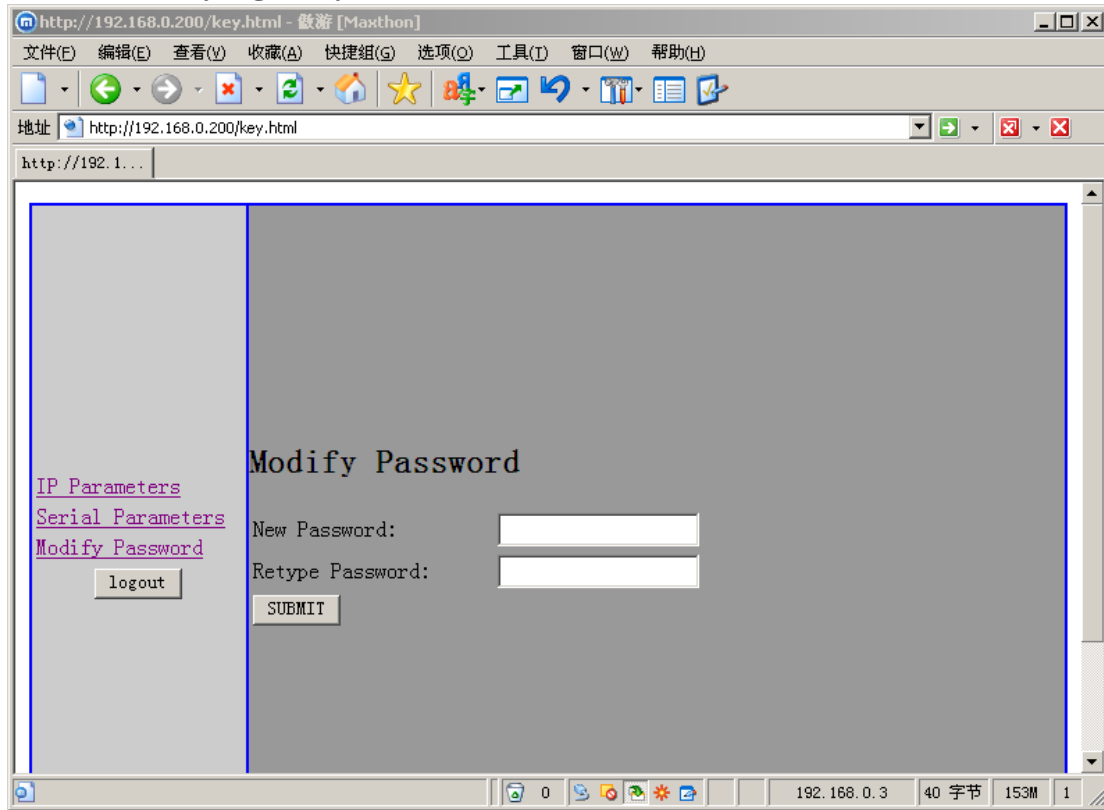 http://192.168.0.200/key.html - 傲游 [Maxthon]
文件(F) 编辑(E) 查看(V) 收藏(A) 快捷组(G) 选项(O) 工具(T) 窗口(W) 帮助(H)
地址 http://192.168.0.200/key.html
http://192.1...
Modify Password
IP Parameters
Serial Parameters
Modify Password
logout
New Password:
Retype Password:
SUBMIT
0 192.168.0.3 40 字节 153M 1